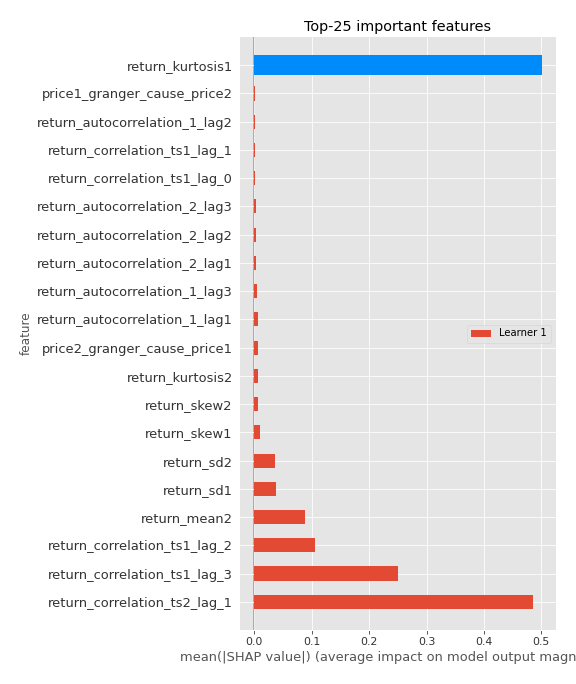 Top-25 important features
return_kurtosis1
price1_granger_cause_price2
return_autocorrelation_1_lag2
return_correlation_ts1_lag_1
return_correlation_ts1_lag_0
return_autocorrelation_2_lag3
return_autocorrelation_2_lag2
return_autocorrelation_2_lag1
return_autocorrelation_1_lag3
return_autocorrelation_1_lag1
price2_granger_cause_price1
return_kurtosis2
return_skew2
return_skew1
return_sd2
return_sd1
return_mean2
return_correlation_ts1_lag_2
return_correlation_ts1_lag_3
return_correlation_ts2_lag_1
feature
Learner 1
0.0 0.1 0.2 0.3 0.4 0.5
mean(|SHAP value|) (average impact on model output magn